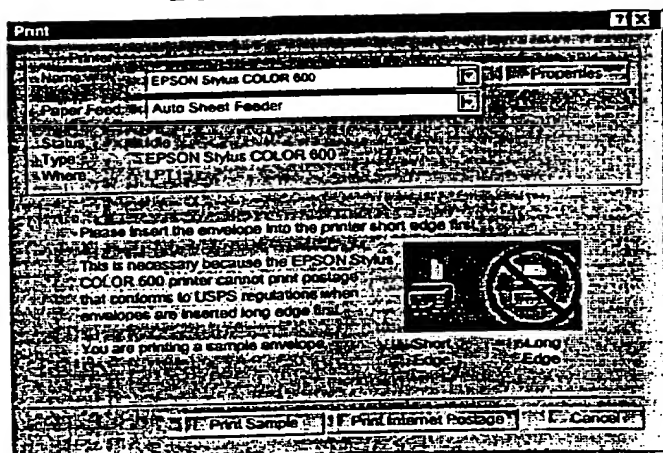 Print
Printer
Name: EPSON Stylus COLOR 600 Properties
Paper Feed: Auto Sheet Feeder
Status: Idle
Type: EPSON Stylus COLOR 600
Where: LPT1:
Please insert the envelope into the printer short edge first.
This is necessary because the EPSON Stylus
COLOR 600 printer cannot print postage
that conforms to USPS regulations when
envelopes are inserted long edge first.
You are printing a sample envelope.
Short Long
Edge Edge
Print Sample Print Internet Postage Cancel